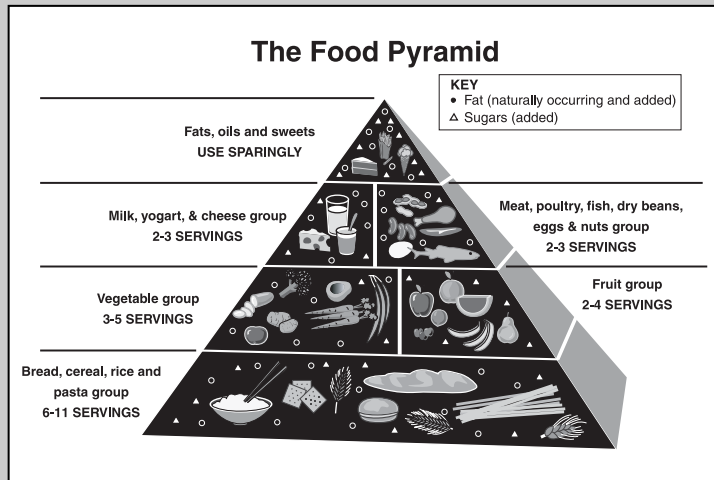 The Food Pyramid
KEY
• Fat (naturally occurring and added)
△ Sugars (added)
Fats, oils and sweets
USE SPARINGLY
Milk, yogurt, & cheese group
2-3 SERVINGS
Meat, poultry, fish, dry beans,
eggs & nuts group
2-3 SERVINGS
Vegetable group
3-5 SERVINGS
Fruit group
2-4 SERVINGS
Bread, cereal, rice and
pasta group
6-11 SERVINGS